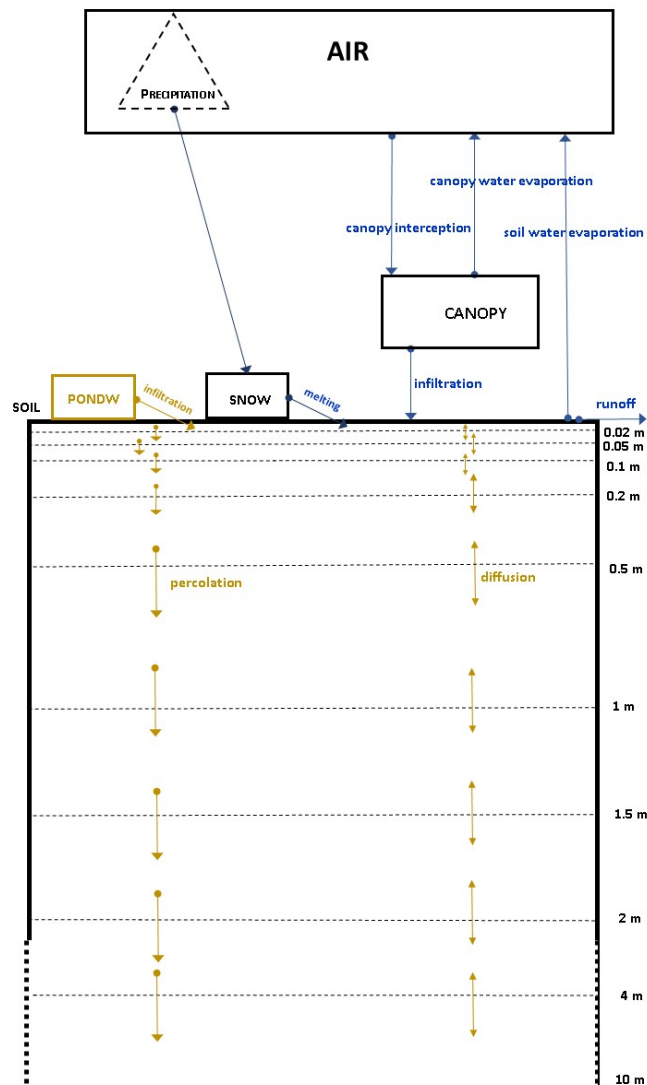 AIR
PRECIPITATION
canopy water evaporation
canopy interception
soil water evaporation
CANOPY
infiltration
PONDW
infiltration
SNOW
melting
SOIL
runoff
0.02 m
0.05 m
0.1 m
0.2 m
0.5 m
percolation
diffusion
1 m
1.5 m
2 m
4 m
10 m